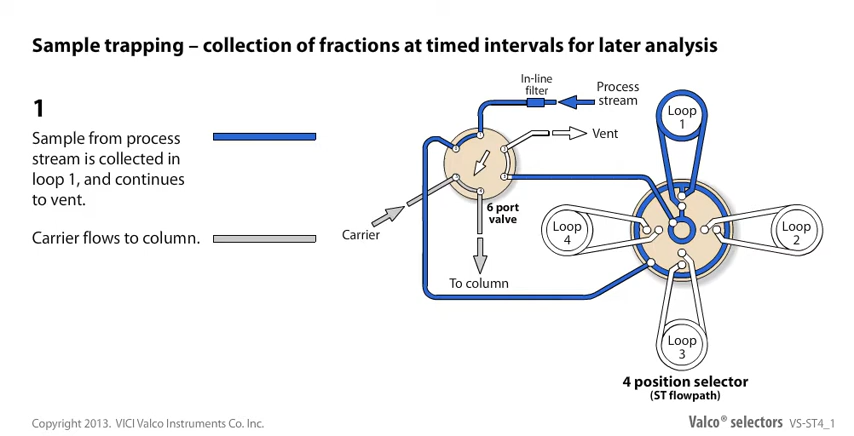 Sample trapping – collection of fractions at timed intervals for later analysis
1
Sample from process
stream is collected in
loop 1, and continues
to vent.
Carrier flows to column.
In-line
filter
Process
stream
Vent
6 port
valve
Carrier
To column
Loop
1
Loop
2
Loop
3
Loop
4
4 position selector
(ST flowpath)
Copyright 2013. VICI Valco Instruments Co. Inc.
Valco® selectors VS-ST4_1